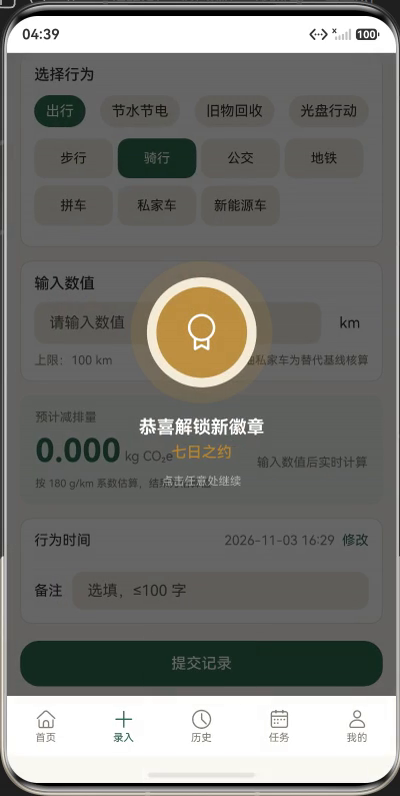 04:39
100
选择行为
出行 节水节电 旧物回收 光盘行动
步行 骑行 公交 地铁
拼车 私家车 新能源车
输入数值
请输入数值 km
上限：100 km
私家车为替代基线核算
恭喜解锁新徽章
七日之约
点击任意处继续
预计减排量
0.000 kg CO₂e
输入数值后实时计算
按 180 g/km 系数估算，结
行为时间 2026-11-03 16:29 修改
备注 选填，≤100 字
提交记录
首页 录入 历史 任务 我的